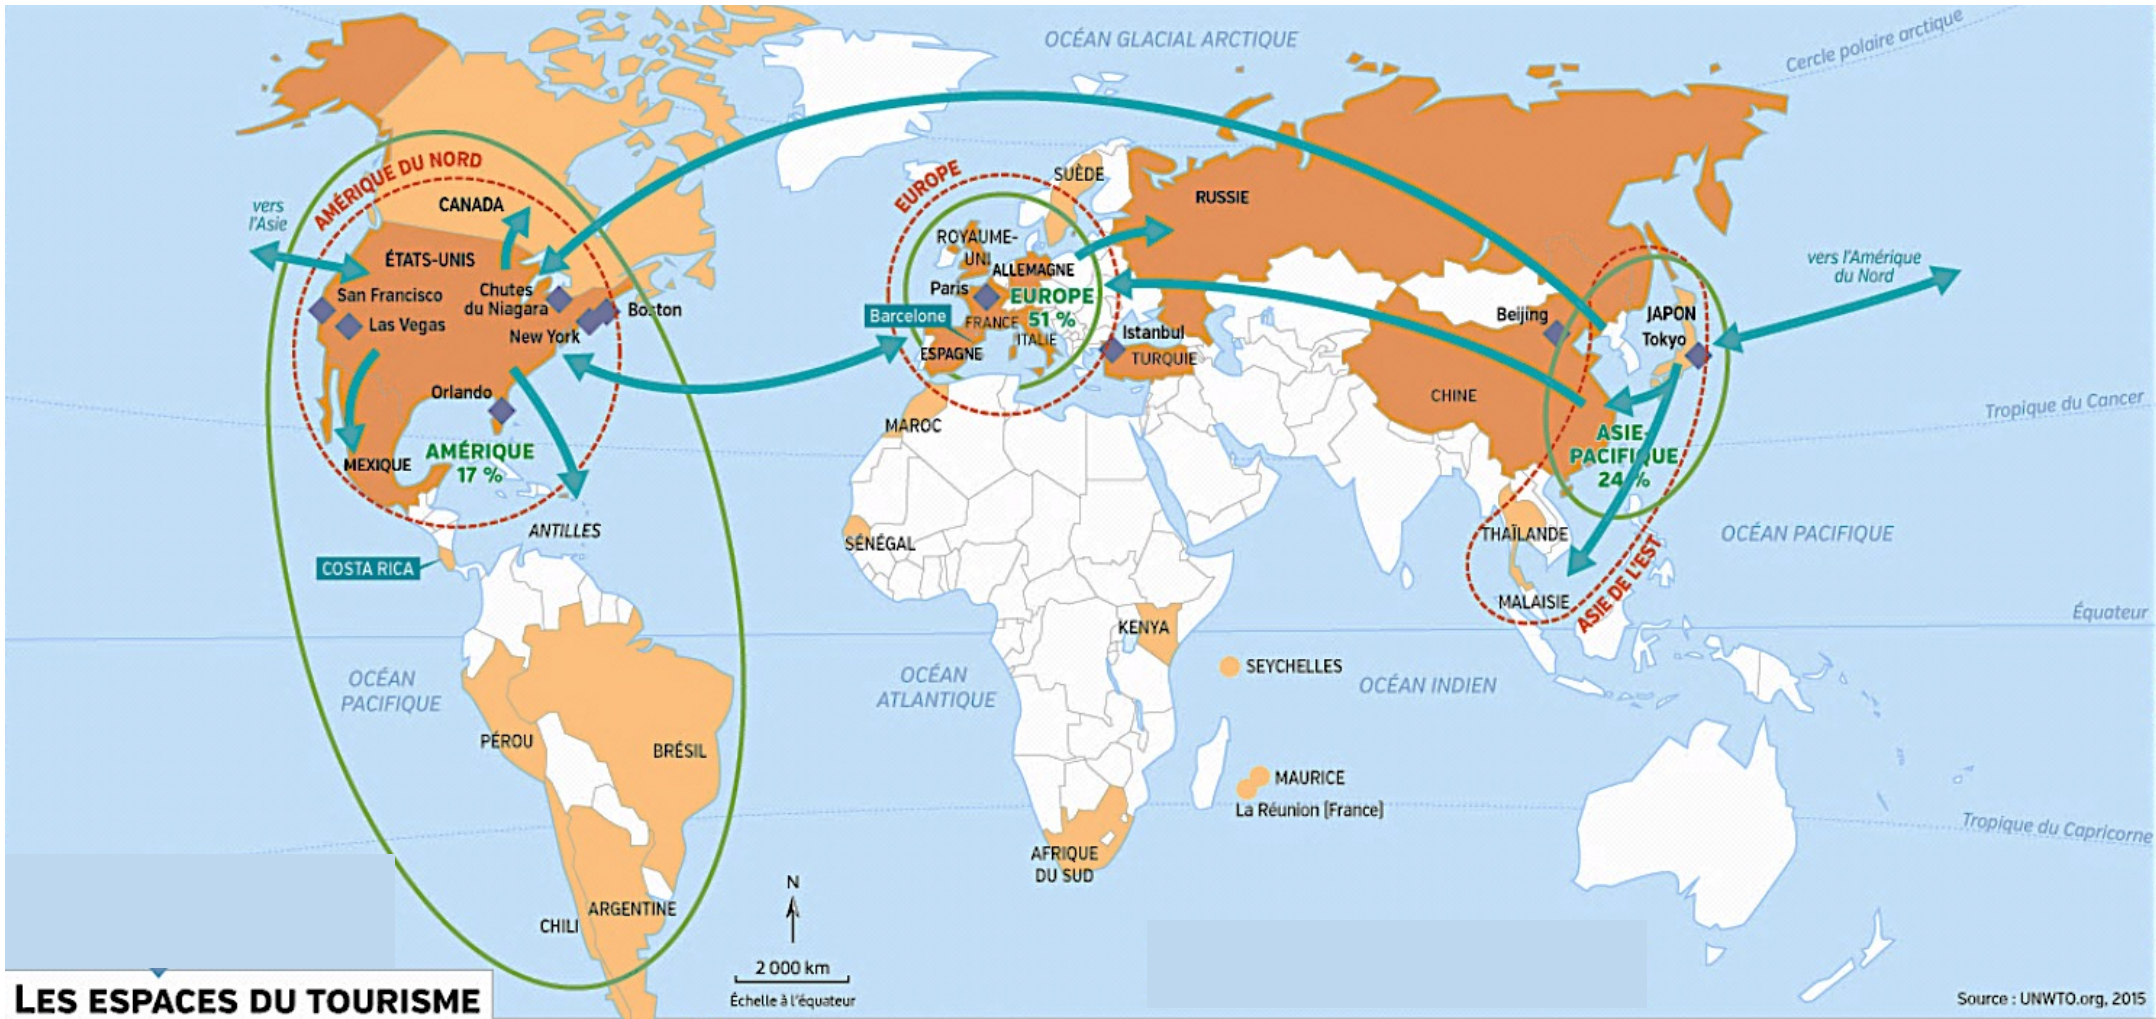 OCÉAN GLACIAL ARCTIQUE
Cercle polaire arctique
AMÉRIQUE DU NORD
CANADA
vers
l'Asie
ÉTATS-UNIS
San Francisco
Las Vegas
Chutes
du Niagara
New York
Boston
Orlando
MEXIQUE
AMÉRIQUE
17 %
ANTILLES
COSTA RICA
EUROPE
SUÈDE
ROYAUME-
UNI
ALLEMAGNE
Paris
EUROPE
51 %
Barcelone
FRANCE
ITALIE
ESPAGNE
Istanbul
TURQUIE
RUSSIE
MAROC
SÉNÉGAL
KENYA
SEYCHELLES
MAURICE
La Réunion (France)
AFRIQUE
DU SUD
Beijing
JAPON
Tokyo
CHINE
vers l'Amérique
du Nord
ASIE-
PACIFIQUE
24 %
THAÏLANDE
MALAISIE
ASIE DE L'EST
Tropique du Cancer
OCÉAN PACIFIQUE
Équateur
OCÉAN
PACIFIQUE
OCÉAN
ATLANTIQUE
OCÉAN INDIEN
PÉROU
BRÉSIL
ARGENTINE
CHILI
Tropique du Capricorne
N
2 000 km
Échelle à l'équateur
LES ESPACES DU TOURISME
Source : UNWTO.org, 2015